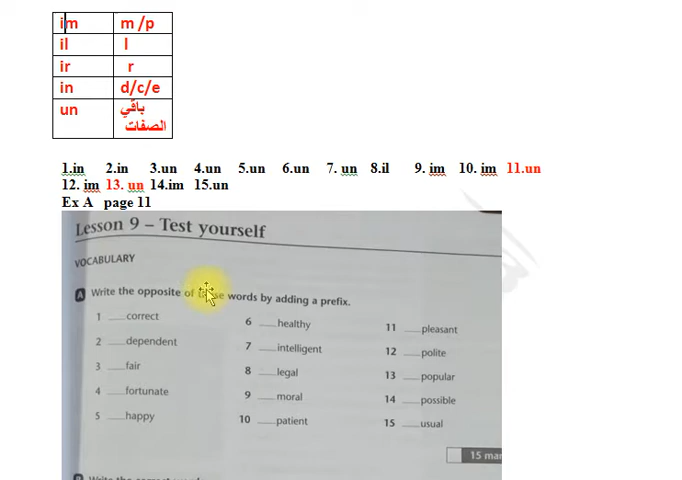 im m /p
il l
ir r
in d/c/e
un باقي
الصفات
1.in 2.in 3.un 4.un 5.un 6.un 7. un 8.il 9. im 10. im 11.un
12. im 13. un 14.im 15.un
Ex A page 11
Lesson 9 – Test yourself
VOCABULARY
A Write the opposite of these words by adding a prefix.
1 ___correct
2 ___dependent
3 ___fair
4 ___fortunate
5 ___happy
6 ___healthy
7 ___intelligent
8 ___legal
9 ___moral
10 ___patient
11 ___pleasant
12 ___polite
13 ___popular
14 ___possible
15 ___usual
15 mar